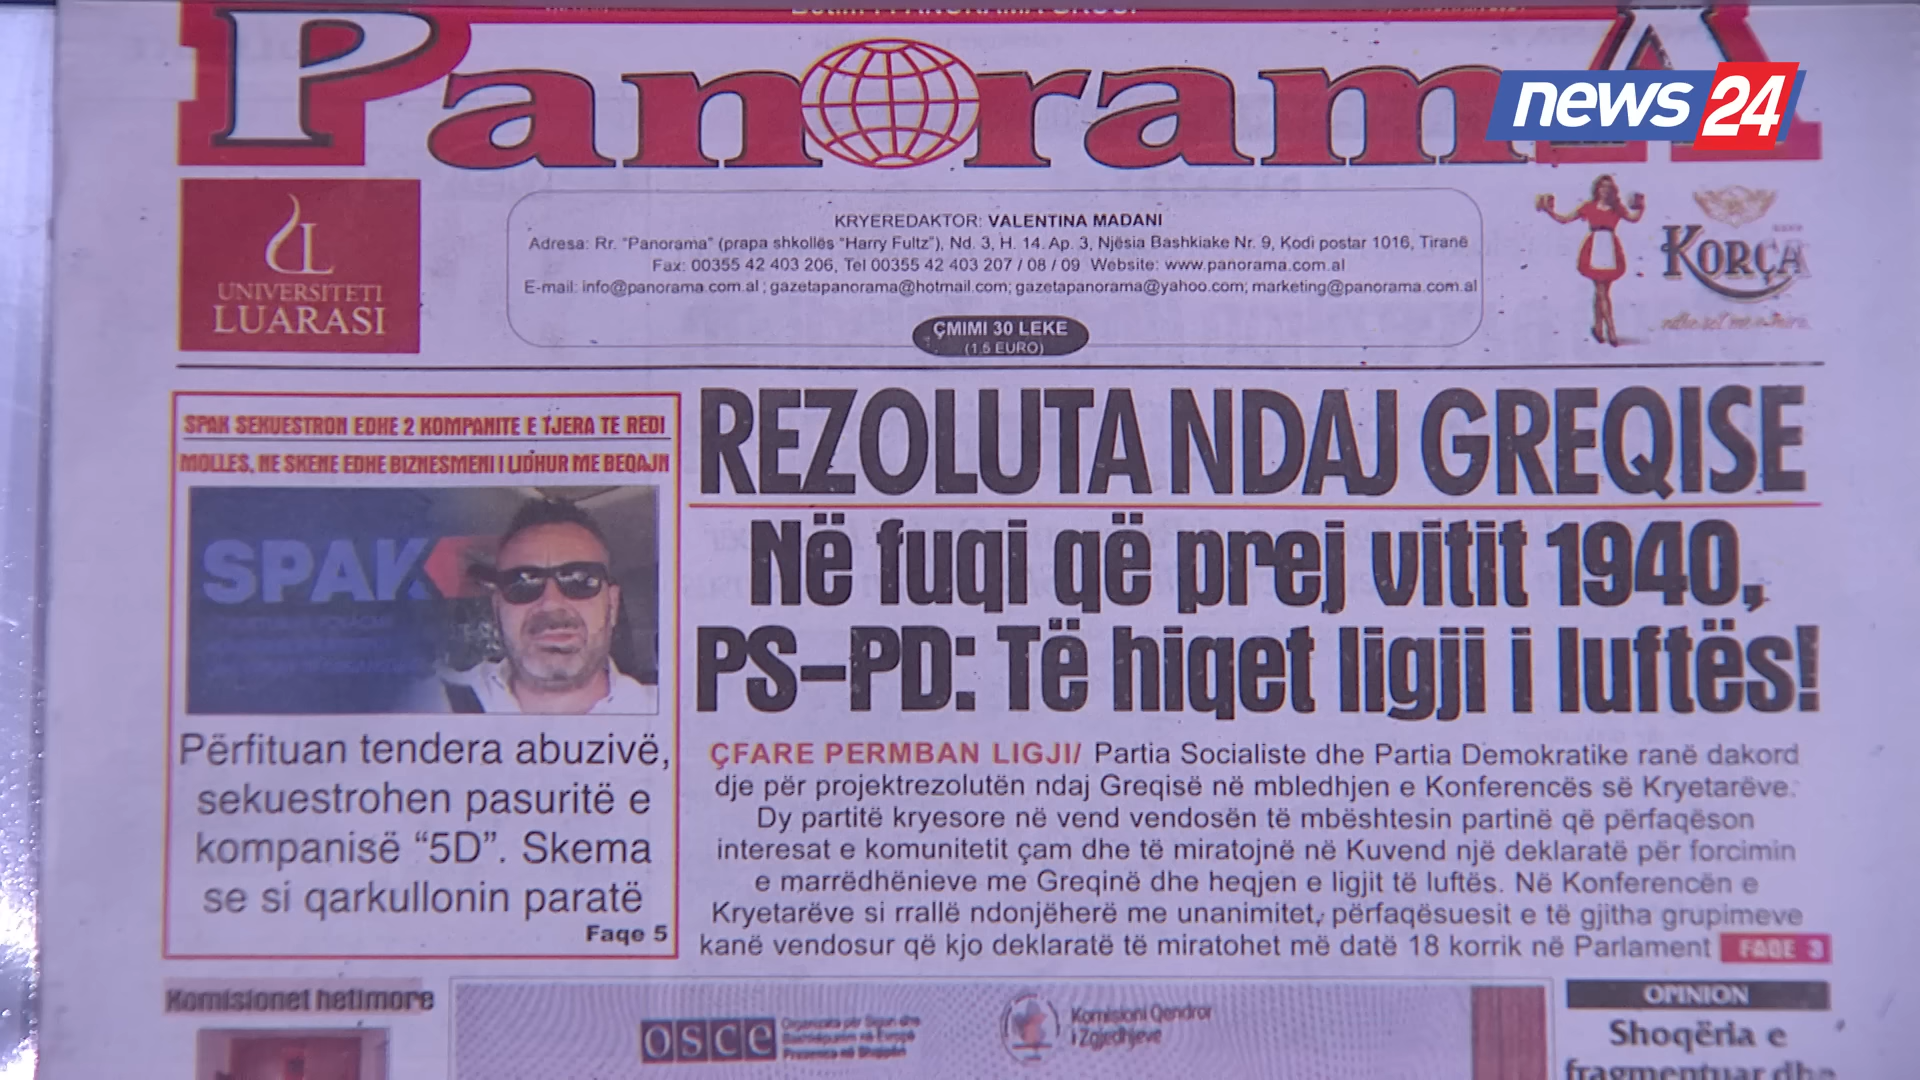 PanoramA
news 24
UNIVERSITETI
LUARASI
KRYEREDAKTOR: VALENTINA MADANI
Adresa: Rr. "Panorama" (prapa shkollës "Harry Fultz"), Nd. 3, H. 14. Ap. 3, Njësia Bashkiake Nr. 9, Kodi postar 1016, Tiranë
Fax: 00355 42 403 206, Tel 00355 42 403 207 / 08 / 09 Website: www.panorama.com.al
E-mail: info@panorama.com.al ; gazetapanorama@hotmail.com; gazetapanorama@yahoo.com; marketing@panorama.com.al
ÇMIMI 30 LEKE
(1,5 EURO)
KORÇA
SPAK SEKUESTRON EDHE 2 KOMPANITE E TJERA TE REDI
MOLLES, NE SKENE EDHE BIZNESMENI I LIDHUR ME BEQAJN
SPAK
Përfituan tendera abuzivë,
sekuestrohen pasuritë e
kompanisë "5D". Skema
se si qarkullonin paratë
Faqe 5
REZOLUTA NDAJ GREQISE
Në fuqi që prej vitit 1940,
PS-PD: Të hiqet ligji i luftës!
ÇFARE PERMBAN LIGJI/ Partia Socialiste dhe Partia Demokratike ranë dakord
dje për projektrezolutën ndaj Greqisë në mbledhjen e Konferencës së Kryetarëve.
Dy partitë kryesore në vend vendosën të mbështesin partinë që përfaqëson
interesat e komunitetit çam dhe të miratojnë në Kuvend një deklaratë për forcimin
e marrëdhënieve me Greqinë dhe heqjen e ligjit të luftës. Në Konferencën e
Kryetarëve si rrallë ndonjëherë me unanimitet, përfaqësuesit e të gjitha grupimeve
kanë vendosur që kjo deklaratë të miratohet më datë 18 korrik në Parlament FAQE 3
Komisionet hetimore
osce
Komisioni Qendror
i Zgjedhjeve
OPINION
Shoqëria e
fragmentuar dhe